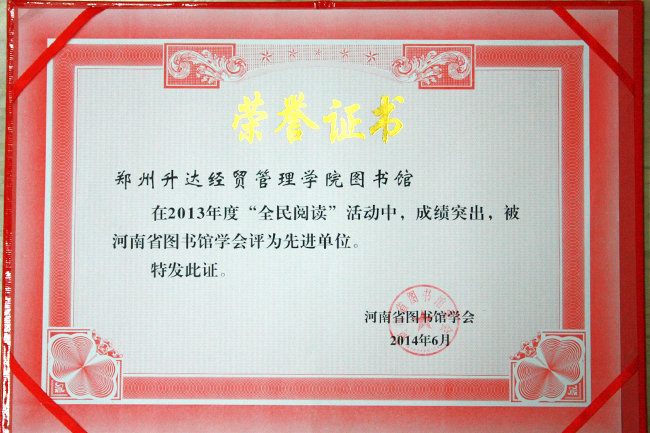 荣誉证书
郑州升达经贸管理学院图书馆
在2013年度“全民阅读”活动中，成绩突出，被
河南省图书馆学会评为先进单位。
特发此证。
河南省图书馆学会
2014年6月